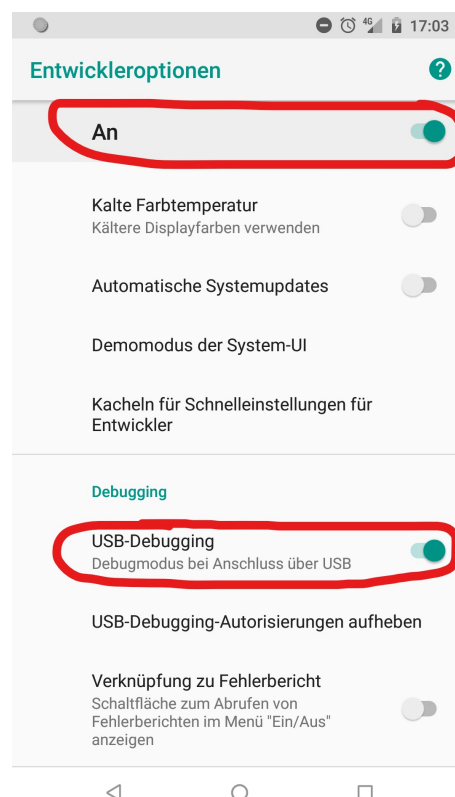 4G 17:03
Entwickleroptionen ?
An
Kalte Farbtemperatur
Kältere Displayfarben verwenden
Automatische Systemupdates
Demomodus der System-UI
Kacheln für Schnelleinstellungen für
Entwickler
Debugging
USB-Debugging
Debugmodus bei Anschluss über USB
USB-Debugging-Autorisierungen aufheben
Verknüpfung zu Fehlerbericht
Schaltfläche zum Abrufen von
Fehlerberichten im Menü "Ein/Aus"
anzeigen